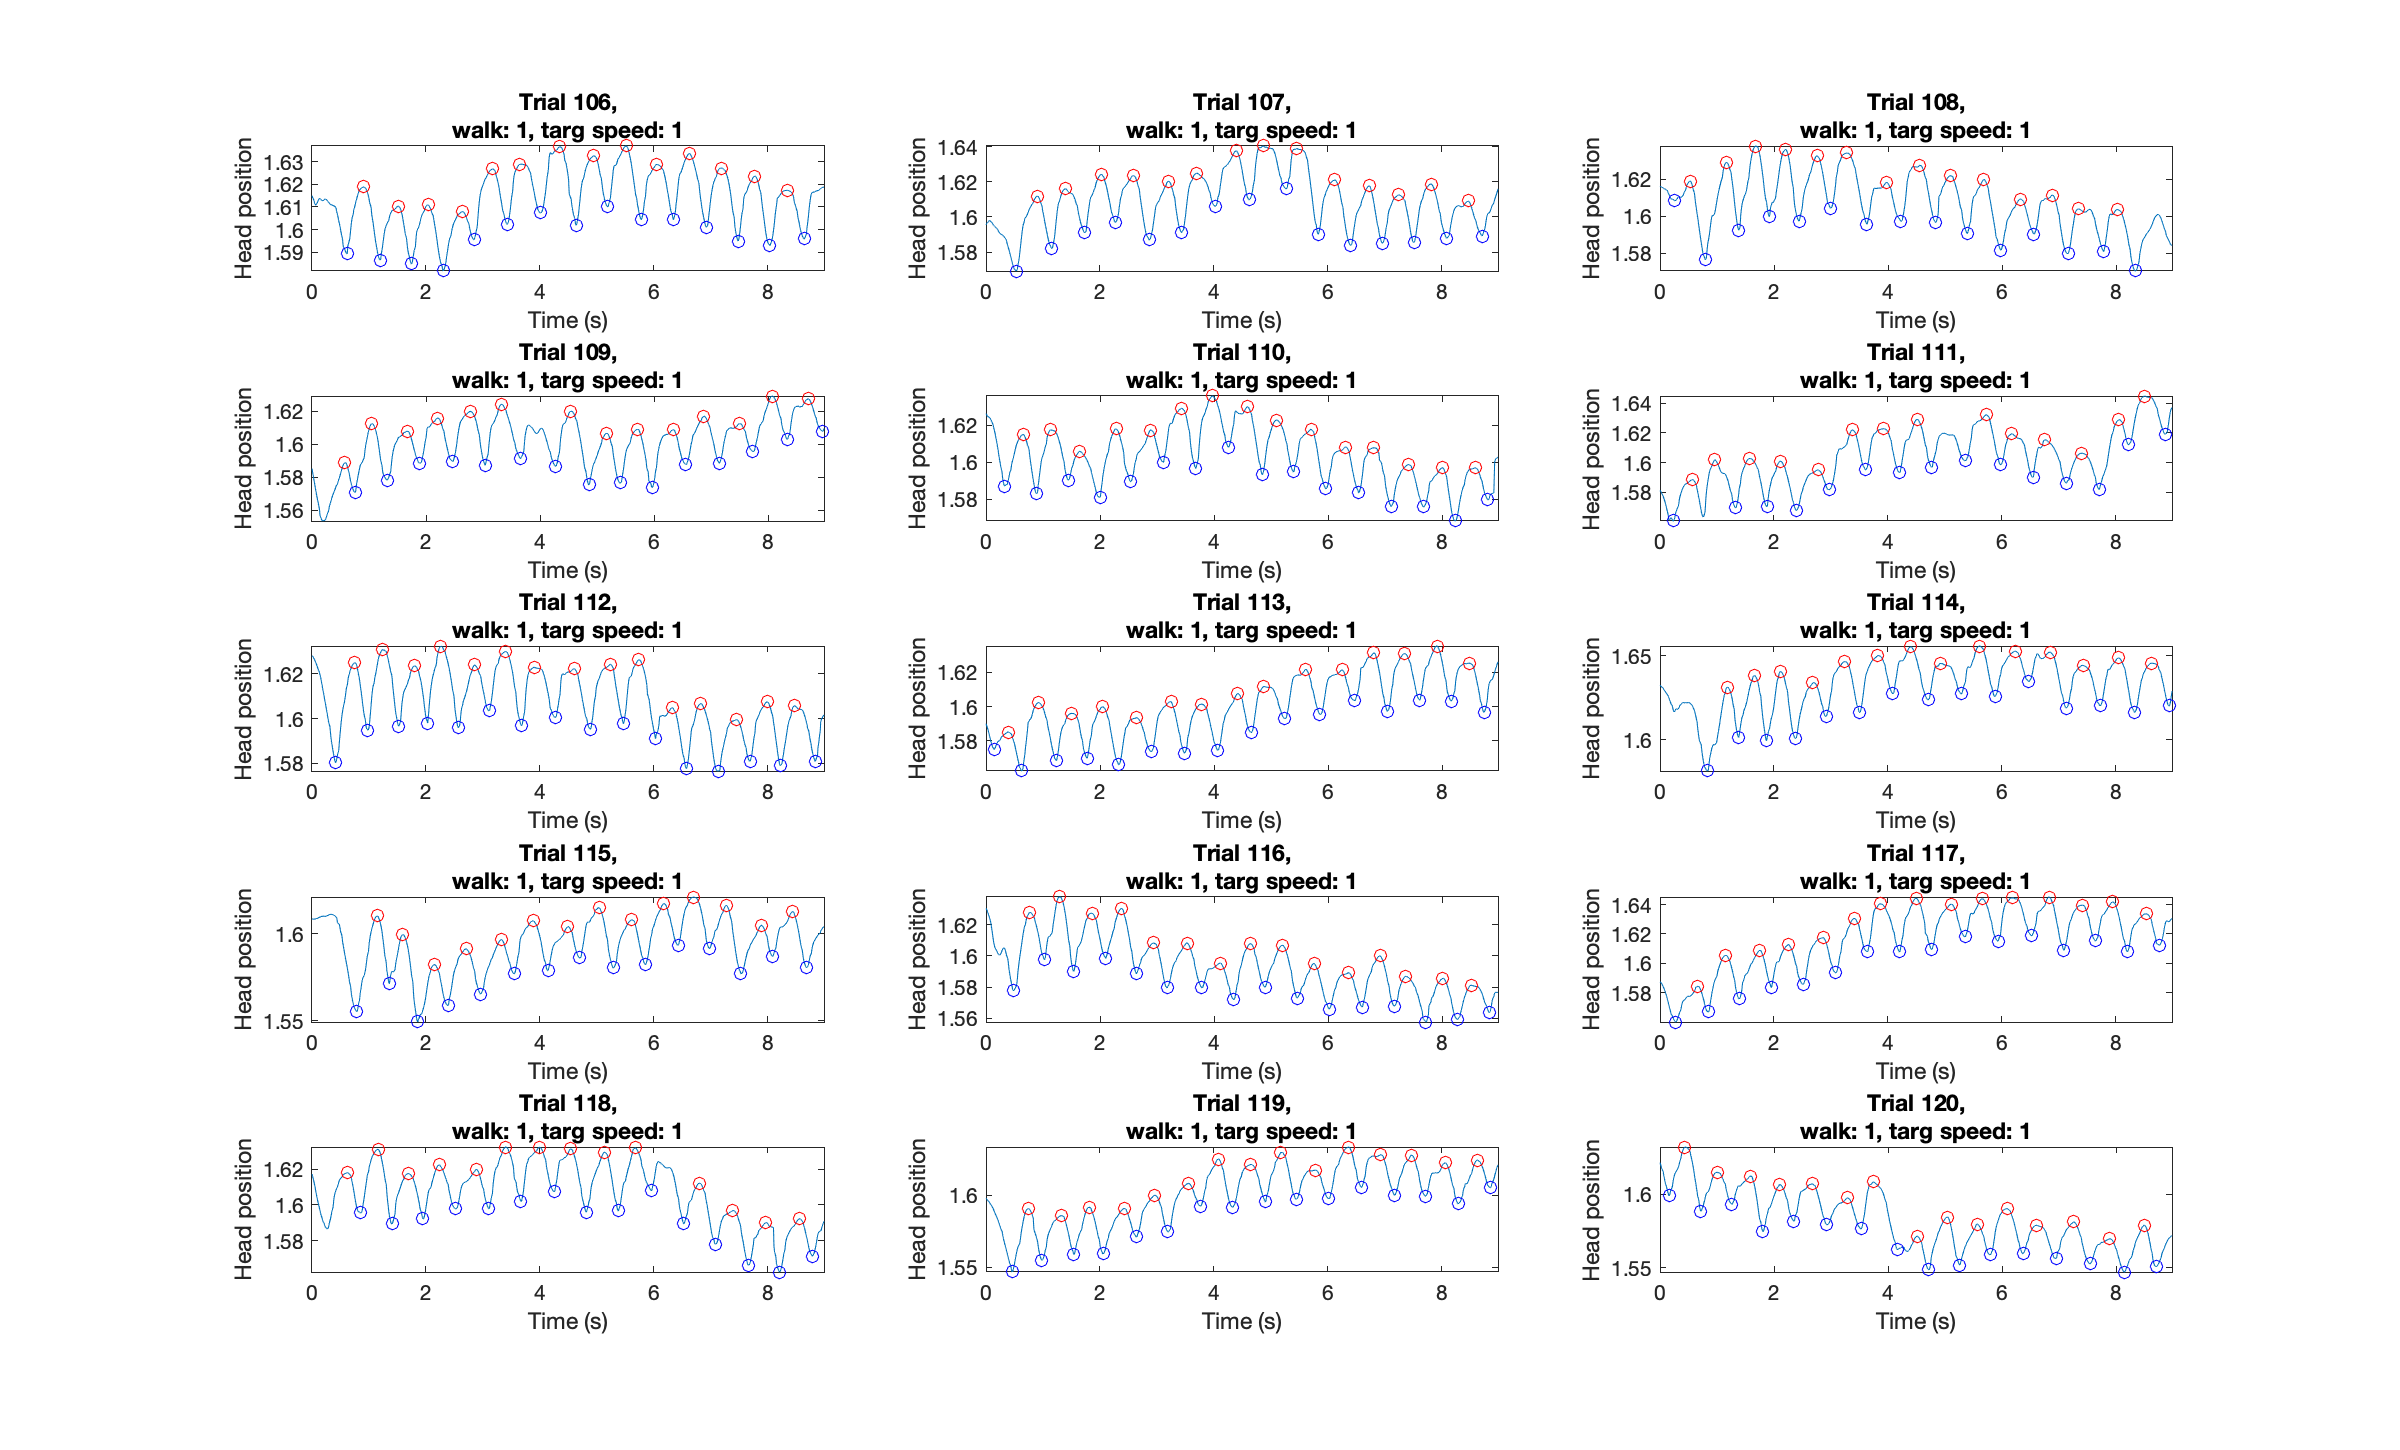 Trial 106,
walk: 1, targ speed: 1
Head position
1.63
1.62
1.61
1.6
1.59
0 2 4 6 8
Time (s)
Trial 107,
walk: 1, targ speed: 1
Head position
1.64
1.62
1.6
1.58
0 2 4 6 8
Time (s)
Trial 108,
walk: 1, targ speed: 1
Head position
1.62
1.6
1.58
0 2 4 6 8
Time (s)
Trial 109,
walk: 1, targ speed: 1
Head position
1.62
1.6
1.58
1.56
0 2 4 6 8
Time (s)
Trial 110,
walk: 1, targ speed: 1
Head position
1.62
1.6
1.58
0 2 4 6 8
Time (s)
Trial 111,
walk: 1, targ speed: 1
Head position
1.64
1.62
1.6
1.58
0 2 4 6 8
Time (s)
Trial 112,
walk: 1, targ speed: 1
Head position
1.62
1.6
1.58
0 2 4 6 8
Time (s)
Trial 113,
walk: 1, targ speed: 1
Head position
1.62
1.6
1.58
0 2 4 6 8
Time (s)
Trial 114,
walk: 1, targ speed: 1
Head position
1.65
1.6
0 2 4 6 8
Time (s)
Trial 115,
walk: 1, targ speed: 1
Head position
1.6
1.55
0 2 4 6 8
Time (s)
Trial 116,
walk: 1, targ speed: 1
Head position
1.62
1.6
1.58
1.56
0 2 4 6 8
Time (s)
Trial 117,
walk: 1, targ speed: 1
Head position
1.64
1.62
1.6
1.58
0 2 4 6 8
Time (s)
Trial 118,
walk: 1, targ speed: 1
Head position
1.62
1.6
1.58
0 2 4 6 8
Time (s)
Trial 119,
walk: 1, targ speed: 1
Head position
1.6
1.55
0 2 4 6 8
Time (s)
Trial 120,
walk: 1, targ speed: 1
Head position
1.6
1.55
0 2 4 6 8
Time (s)